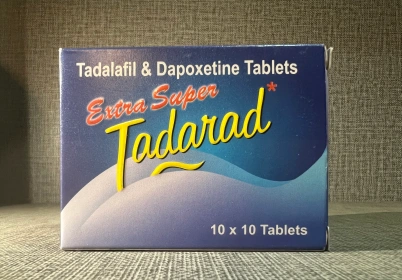 Tadalafil & Dapoxetine Tablets
Extra Super
Tadarad*
10 x 10 Tablets